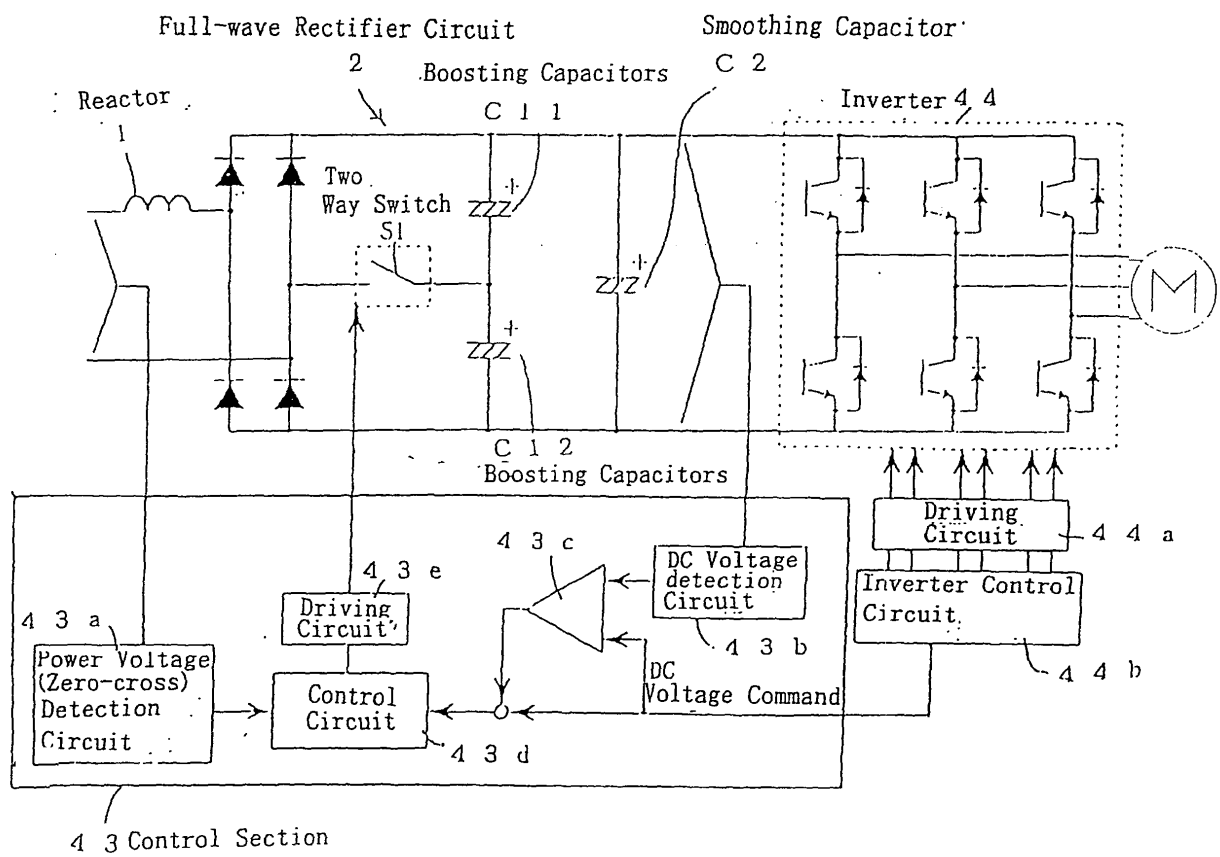 Full-wave Rectifier Circuit
2
Smoothing Capacitor
C 2
Boosting Capacitors
C 1 1
Reactor
1
Inverter 4 4
Two
Way Switch
S1
+
+
+
M
C 1 2
Boosting Capacitors
Driving
Circuit
4 4 a
4 3 c
DC Voltage
detection
Circuit
4 3 b
Inverter Control
Circuit
4 4 b
4 3 e
Driving
Circuit
4 3 a
Power Voltage
(Zero-cross)
Detection
Circuit
Control
Circuit
4 3 d
DC
Voltage Command
4 3 Control Section